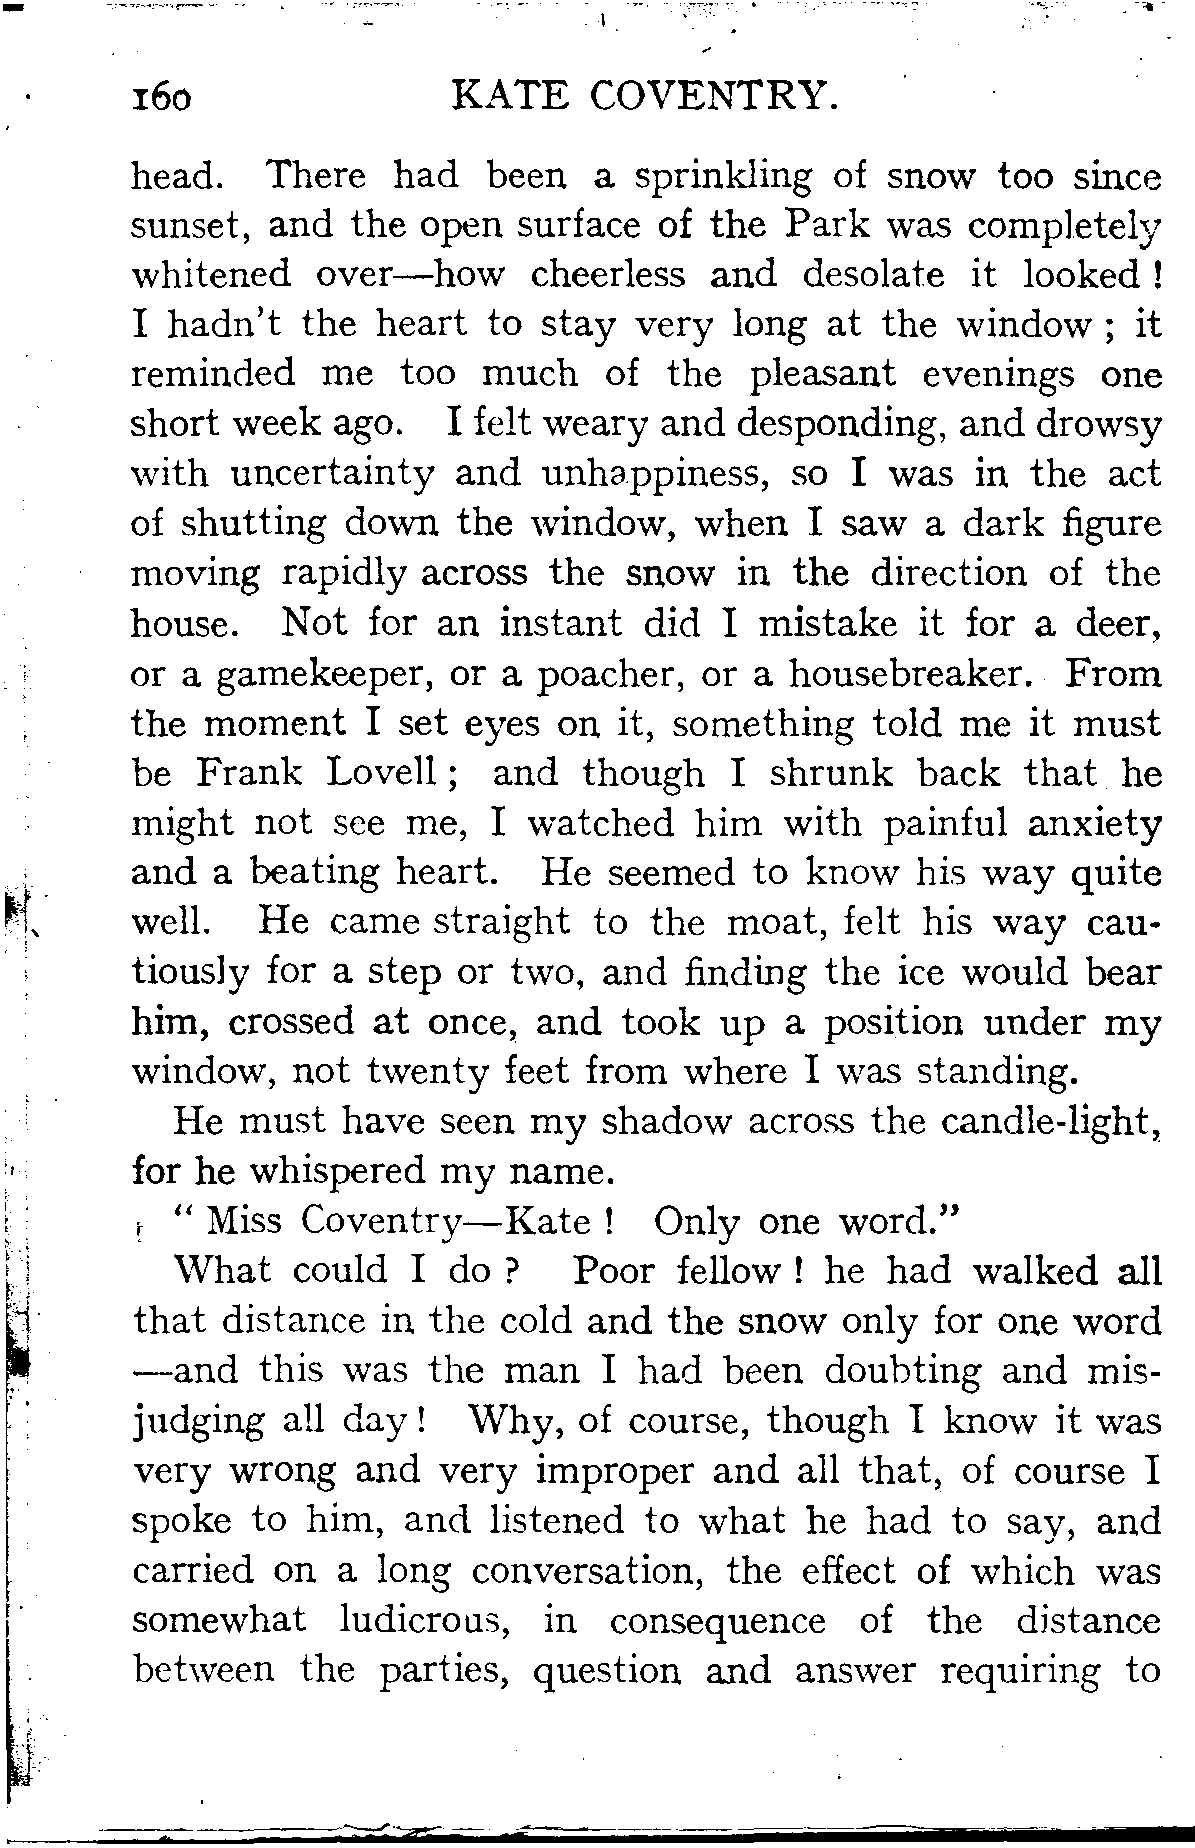 160 KATE COVENTRY.
head. There had been a sprinkling of snow too since
sunset, and the open surface of the Park was completely
whitened over—how cheerless and desolate it looked !
I hadn't the heart to stay very long at the window ; it
reminded me too much of the pleasant evenings one
short week ago. I felt weary and desponding, and drowsy
with uncertainty and unhappiness, so I was in the act
of shutting down the window, when I saw a dark figure
moving rapidly across the snow in the direction of the
house. Not for an instant did I mistake it for a deer,
or a gamekeeper, or a poacher, or a housebreaker. From
the moment I set eyes on it, something told me it must
be Frank Lovell ; and though I shrunk back that he
might not see me, I watched him with painful anxiety
and a beating heart. He seemed to know his way quite
well. He came straight to the moat, felt his way cau-
tiously for a step or two, and finding the ice would bear
him, crossed at once, and took up a position under my
window, not twenty feet from where I was standing.
He must have seen my shadow across the candle-light,
for he whispered my name.
" Miss Coventry—Kate ! Only one word."
What could I do ? Poor fellow ! he had walked all
that distance in the cold and the snow only for one word
—and this was the man I had been doubting and mis-
judging all day ! Why, of course, though I know it was
very wrong and very improper and all that, of course I
spoke to him, and listened to what he had to say, and
carried on a long conversation, the effect of which was
somewhat ludicrous, in consequence of the distance
between the parties, question and answer requiring to